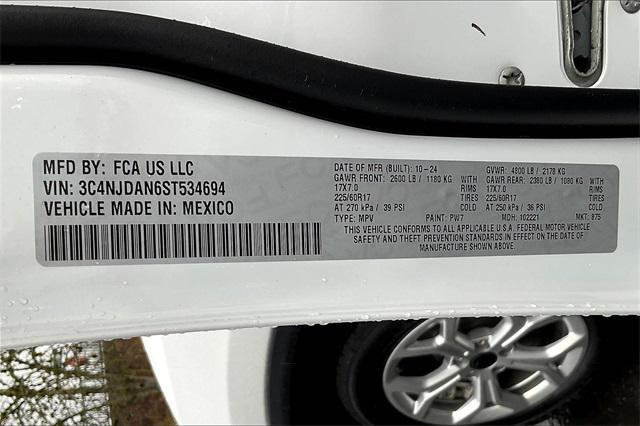 MFD BY: FCA US LLC
VIN: 3C4NJDAN6ST534694
VEHICLE MADE IN: MEXICO
DATE OF MFR (BUILT): 10-24 GVWR: 4800 LB / 2178 KG
GAWR FRONT: 2600 LB / 1180 KG GAWR REAR: 2380 LB / 1080 KG
17X7.0 RIMS 17X7.0 RIMS
225/60R17 TIRES 225/60R17 TIRES
AT 270 kPa / 39 PSI COLD AT 250 kPa / 36 PSI COLD
TYPE: MPV PAINT: PW7 MDH: 102221 MKT: 875
THIS VEHICLE CONFORMS TO ALL APPLICABLE U.S.A. FEDERAL MOTOR VEHICLE
SAFETY AND THEFT PREVENTION STANDARDS IN EFFECT ON THE DATE OF
MANUFACTURE SHOWN ABOVE.